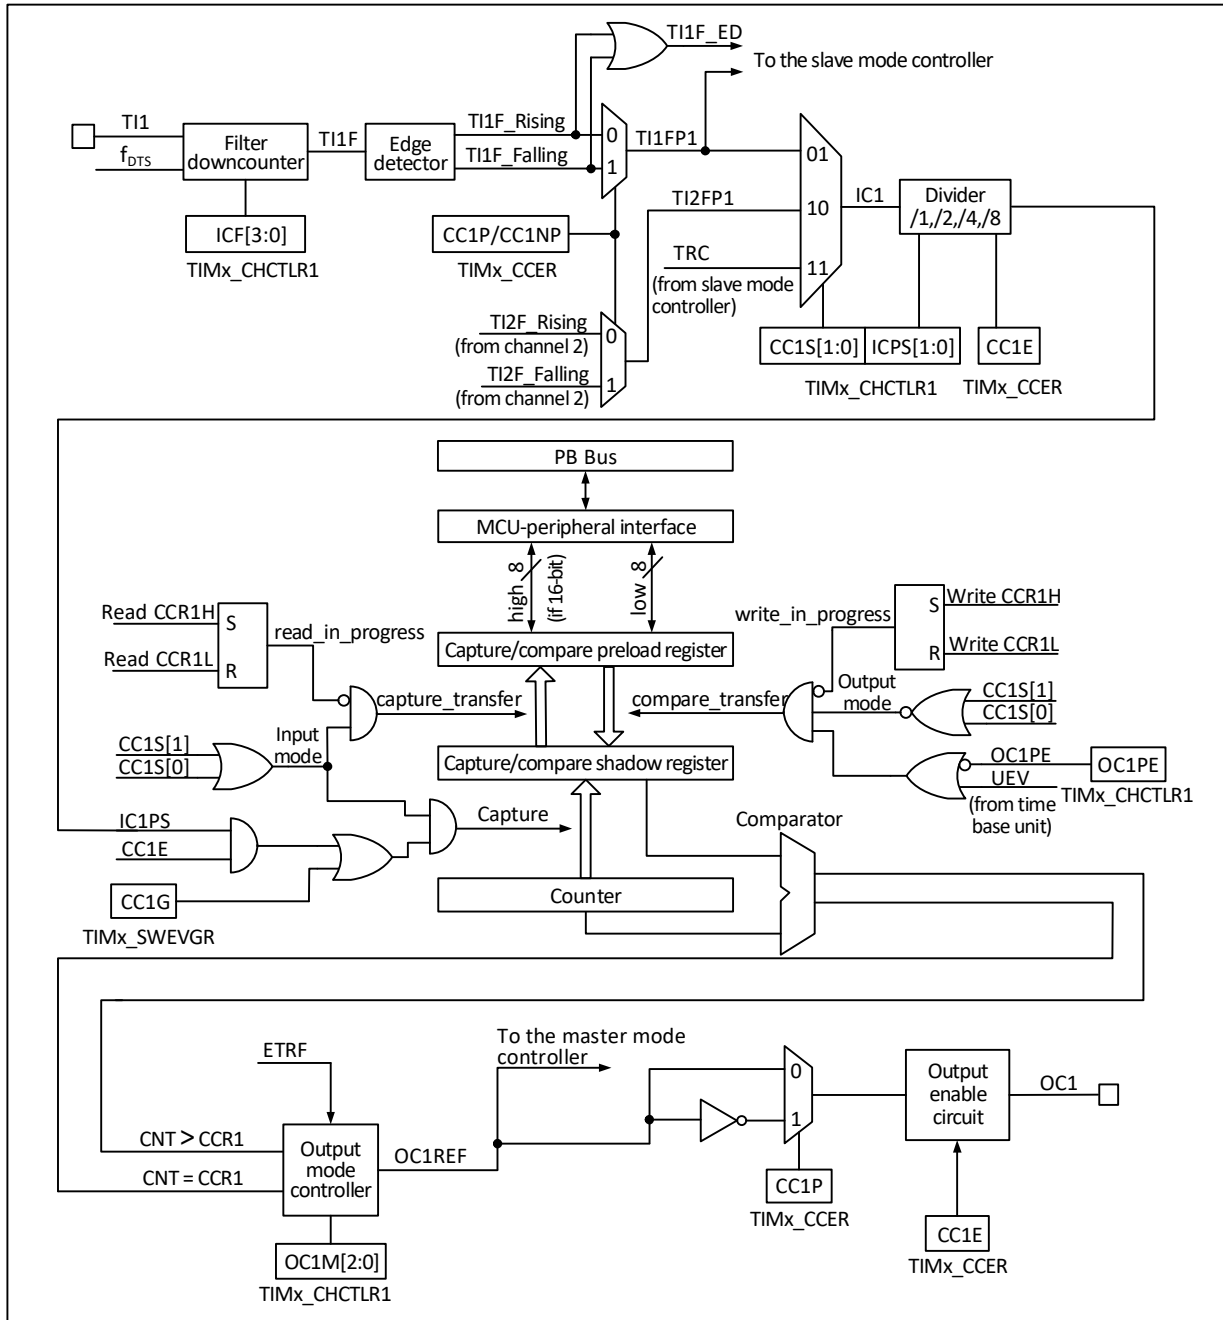 TI1F_ED
To the slave mode controller
TI1
f_DTS
Filter
downcounter
TI1F
Edge
detector
TI1F_Rising
TI1F_Falling
0
1
TI1FP1
TI2FP1
TRC
(from slave mode
controller)
01
10
11
IC1
Divider
/1,/2,/4,/8
ICF[3:0]
TIMx_CHCTLR1
CC1P/CC1NP
TIMx_CCER
TI2F_Rising
(from channel 2)
TI2F_Falling
(from channel 2)
0
1
CC1S[1:0]
ICPS[1:0]
TIMx_CHCTLR1
CC1E
TIMx_CCER
PB Bus
MCU-peripheral interface
high
8
(if 16-bit)
low
8
Read CCR1H
Read CCR1L
S
R
read_in_progress
Capture/compare preload register
write_in_progress
S
R
Write CCR1H
Write CCR1L
capture_transfer
compare_transfer
Output
mode
CC1S[1]
CC1S[0]
CC1S[1]
CC1S[0]
Input
mode
Capture/compare shadow register
OC1PE
UEV
(from time
base unit)
OC1PE
TIMx_CHCTLR1
IC1PS
CC1E
Capture
Comparator
CC1G
TIMx_SWEVGR
Counter
ETRF
To the master mode
controller
CNT > CCR1
CNT = CCR1
Output
mode
controller
OC1REF
0
1
Output
enable
circuit
OC1
CC1P
TIMx_CCER
CC1E
TIMx_CCER
OC1M[2:0]
TIMx_CHCTLR1